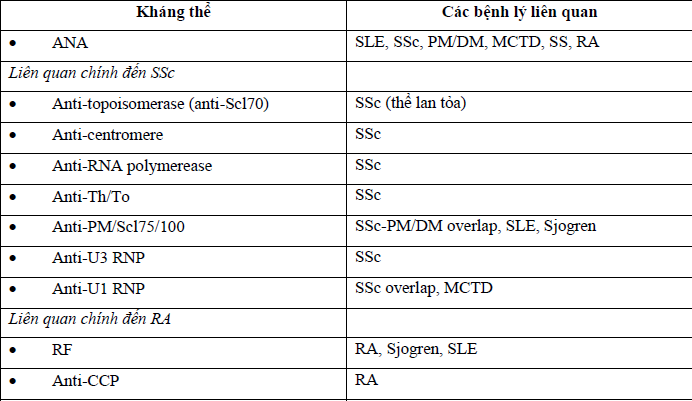 Kháng thể Các bệnh lý liên quan
• ANA SLE, SSc, PM/DM, MCTD, SS, RA
Liên quan chính đến SSc
• Anti-topoisomerase (anti-Scl70) SSc (thể lan tỏa)
• Anti-centromere SSc
• Anti-RNA polymerease SSc
• Anti-Th/To SSc
• Anti-PM/Scl75/100 SSc-PM/DM overlap, SLE, Sjogren
• Anti-U3 RNP SSc
• Anti-U1 RNP SSc overlap, MCTD
Liên quan chính đến RA
• RF RA, Sjogren, SLE
• Anti-CCP RA